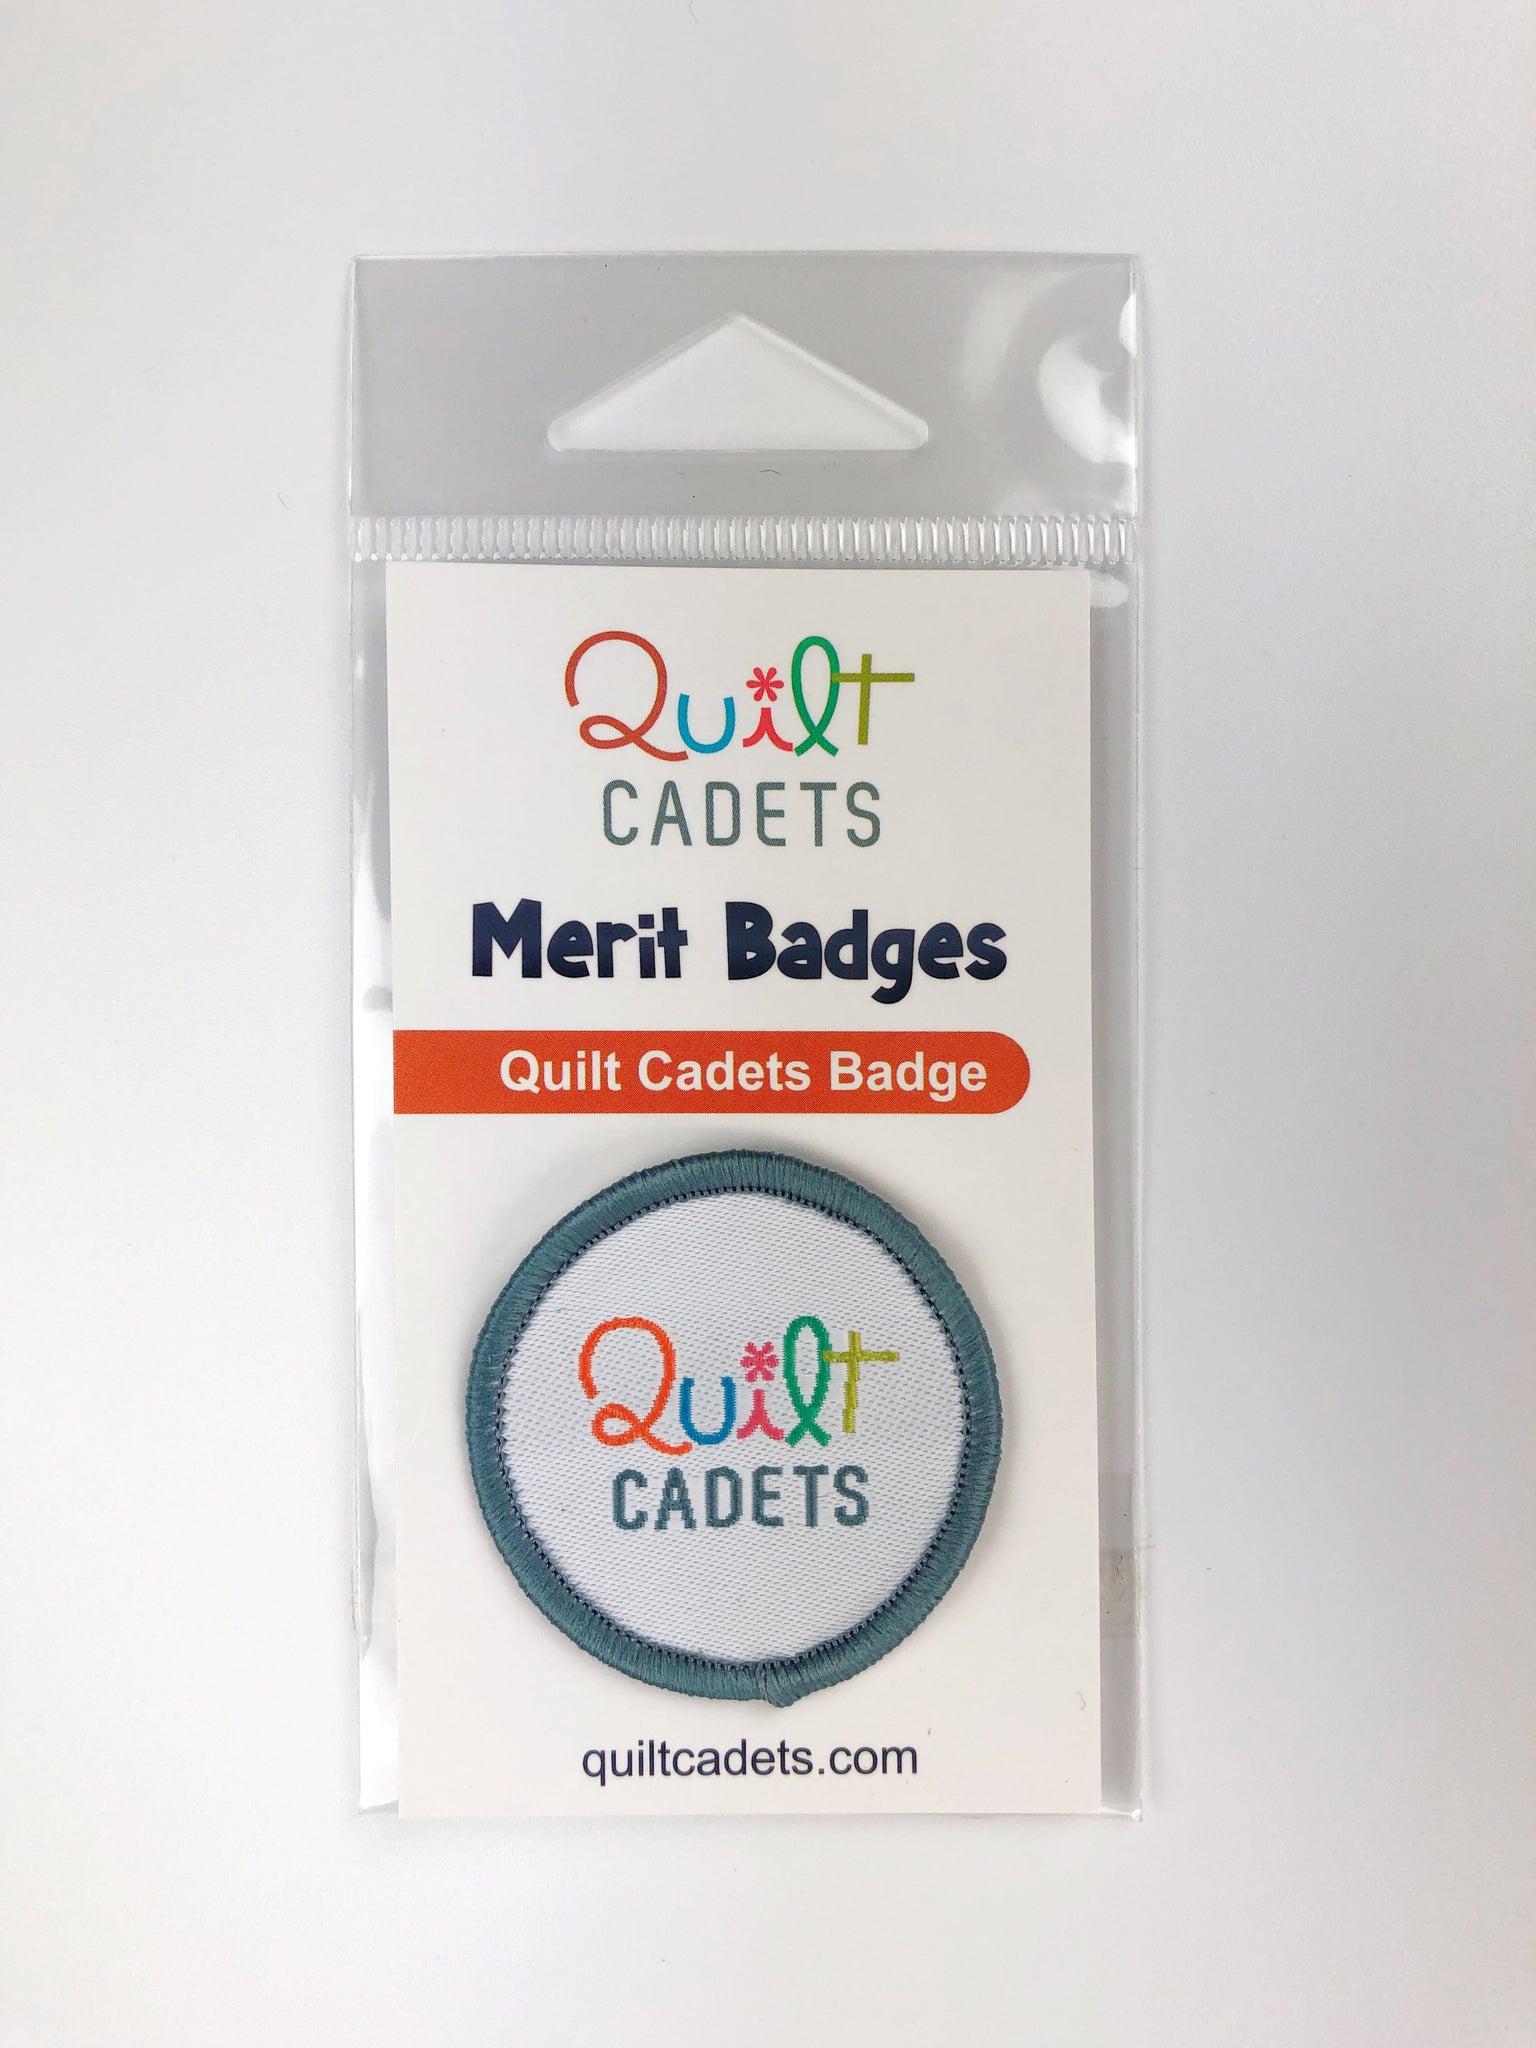 Quilt
CADETS
Merit Badges
Quilt Cadets Badge
Quilt
CADETS
quiltcadets.com